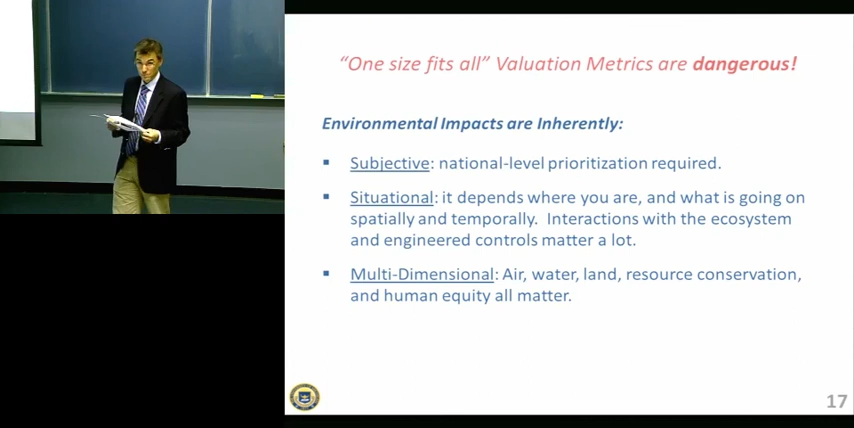 "One size fits all" Valuation Metrics are dangerous!
Environmental Impacts are Inherently:
▪ Subjective: national-level prioritization required.
▪ Situational: it depends where you are, and what is going on
spatially and temporally.  Interactions with the ecosystem
and engineered controls matter a lot.
▪ Multi-Dimensional: Air, water, land, resource conservation,
and human equity all matter.
17